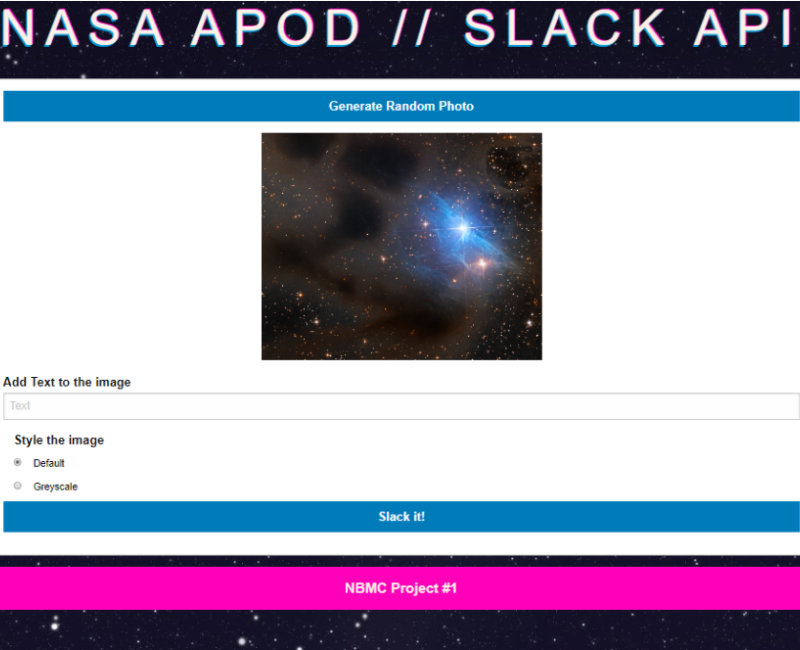 NASA APOD // SLACK API
Generate Random Photo
Add Text to the image
Text
Style the image
Default
Greyscale
Slack it!
NBMC Project #1